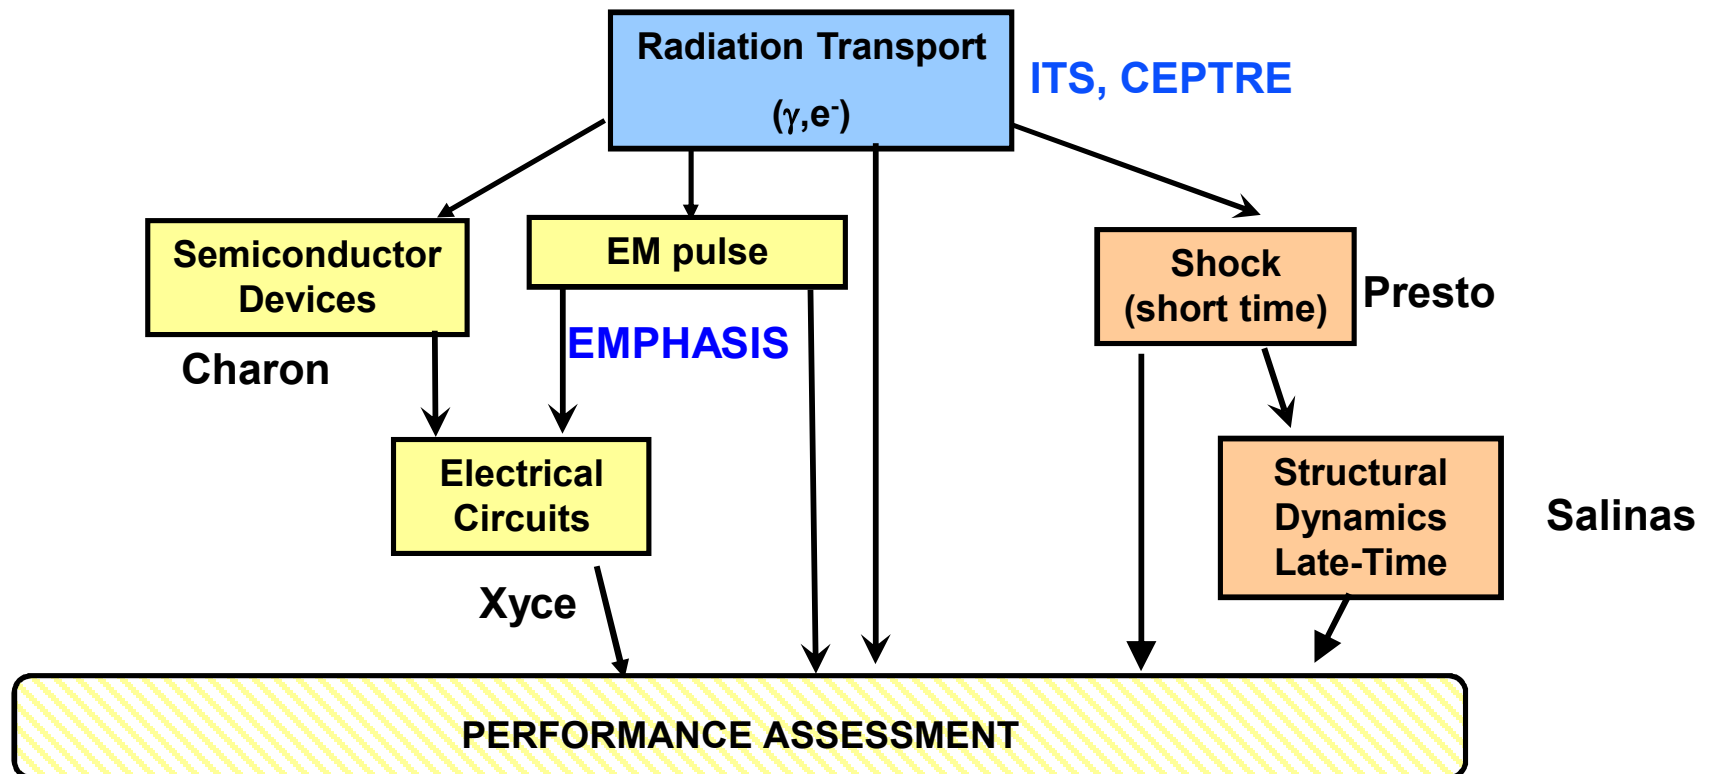 Radiation Transport
(γ,e-)
ITS, CEPTRE
Semiconductor
Devices
EM pulse
Shock
(short time)
Presto
EMPHASIS
Charon
Electrical
Circuits
Structural
Dynamics
Late-Time
Salinas
Xyce
PERFORMANCE ASSESSMENT